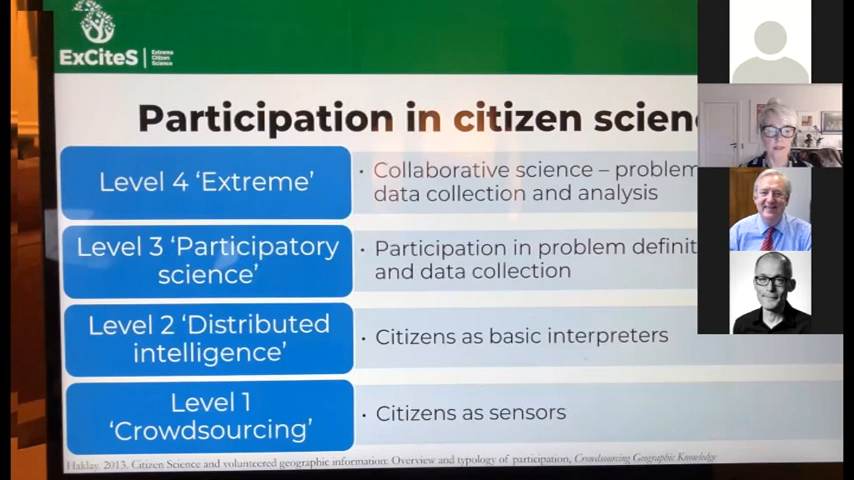 ExCiteS
Extreme
Citizen
Science
Participation in citizen scien
Level 4 ‘Extreme’
• Collaborative science – problem
data collection and analysis
Level 3 ‘Participatory
science’
• Participation in problem definit
and data collection
Level 2 ‘Distributed
intelligence’
• Citizens as basic interpreters
Level 1
‘Crowdsourcing’
• Citizens as sensors
Haklay. 2013. Citizen Science and volunteered geographic information: Overview and typology of participation, Crowdsourcing Geographic Knowledge